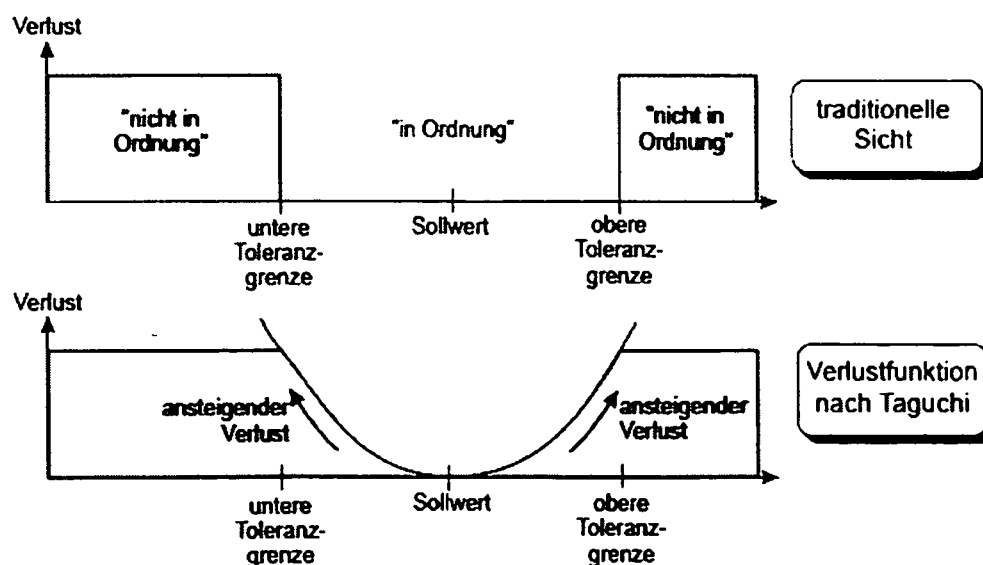 Verlust
"nicht in
Ordnung"
"in Ordnung"
"nicht in
Ordnung"
traditionelle
Sicht
untere
Toleranz-
grenze
Sollwert
obere
Toleranz-
grenze
Verlust
ansteigender
Verlust
ansteigender
Verlust
Verlustfunktion
nach Taguchi
untere
Toleranz-
grenze
Sollwert
obere
Toleranz-
grenze